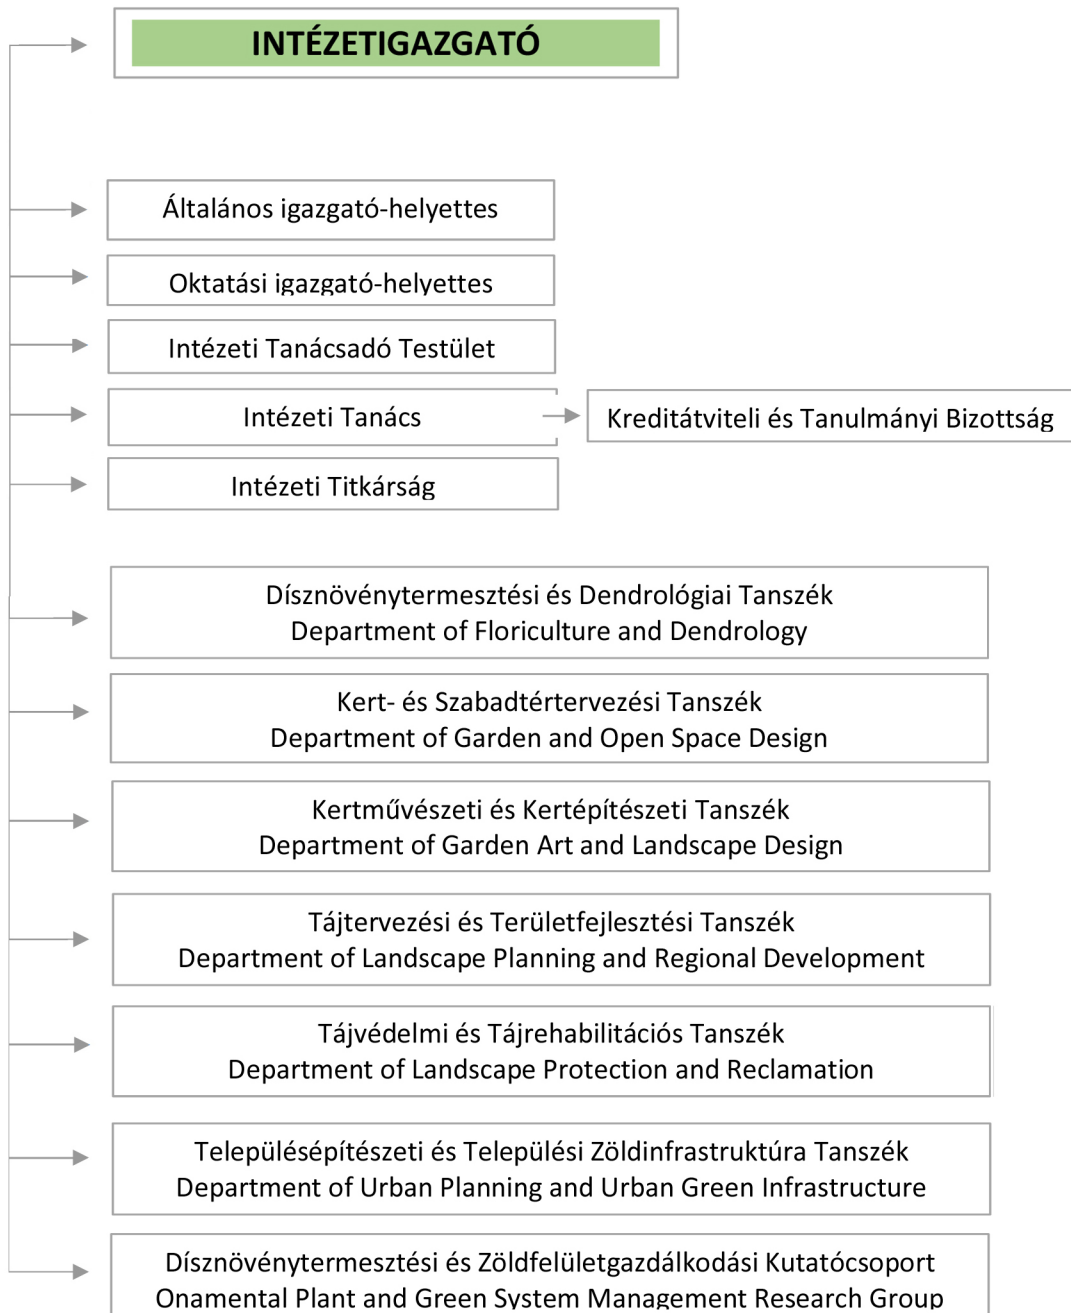 INTÉZETIGAZGATÓ
Általános igazgató-helyettes
Oktatási igazgató-helyettes
Intézeti Tanácsadó Testület
Intézeti Tanács
Kreditátviteli és Tanulmányi Bizottság
Intézeti Titkárság
Dísznövénytermesztési és Dendrológiai Tanszék
Department of Floriculture and Dendrology
Kert- és Szabadtértervezési Tanszék
Department of Garden and Open Space Design
Kertművészeti és Kertépítészeti Tanszék
Department of Garden Art and Landscape Design
Tájtervezési és Területfejlesztési Tanszék
Department of Landscape Planning and Regional Development
Tájvédelmi és Tájrehabilitációs Tanszék
Department of Landscape Protection and Reclamation
Településépítészeti és Települési Zöldinfrastruktúra Tanszék
Department of Urban Planning and Urban Green Infrastructure
Dísznövénytermesztési és Zöldfelületgazdálkodási Kutatócsoport
Onamental Plant and Green System Management Research Group